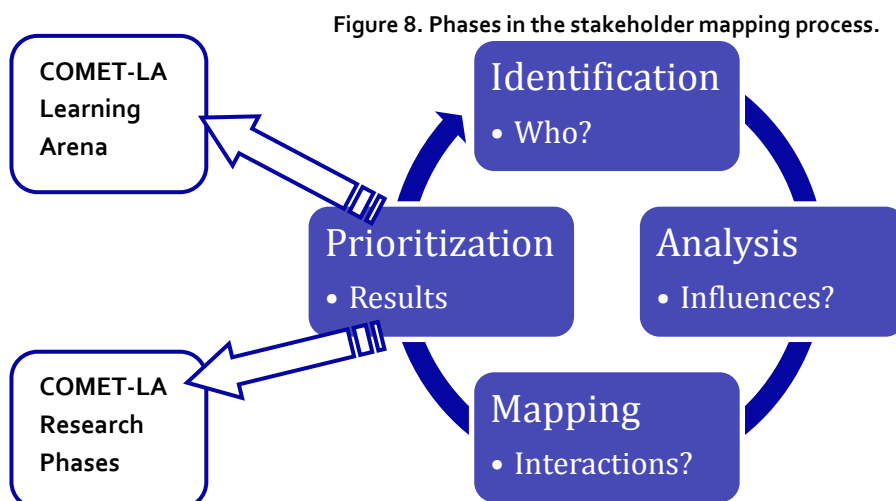 Figure 8. Phases in the stakeholder mapping process.
COMET-LA
Learning
Arena
Identification
• Who?
Prioritization
• Results
Analysis
• Influences?
COMET-LA
Research
Phases
Mapping
• Interactions?